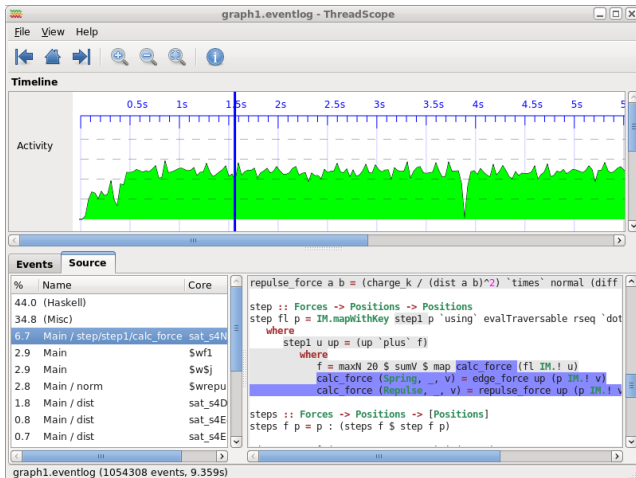 graph1.eventlog - ThreadScope
File View Help
Timeline
0.5s 1s 1.5s 2s 2.5s 3s 3.5s 4s 4.5s 5s
Activity
Events Source
% Name Core
44.0 (Haskell)
34.8 (Misc)
6.7 Main / step/step1/calc_force sat_s4N
2.9 Main $wf1
2.9 Main $w$j
2.8 Main / norm $wrepu
1.8 Main / dist sat_s4D
0.8 Main / dist sat_s4E
0.7 Main / dist sat_s4E
repulse_force a b = (charge_k / (dist a b)^2) `times` normal (diff
step :: Forces -> Positions -> Positions
step fl p = IM.mapWithKey step1 p `using` evalTraversable rseq `dot
where
step1 u up = (up `plus` f)
where
f = maxN 20 $ sumV $ map calc_force (fl IM.! u)
calc_force (Spring, _, v) = edge_force up (p IM.! v)
calc_force (Repulse, _, v) = repulse_force up (p IM.! v
steps :: Forces -> Positions -> [Positions]
steps f p = p : (steps f $ step f p)
graph1.eventlog (1054308 events, 9.359s)